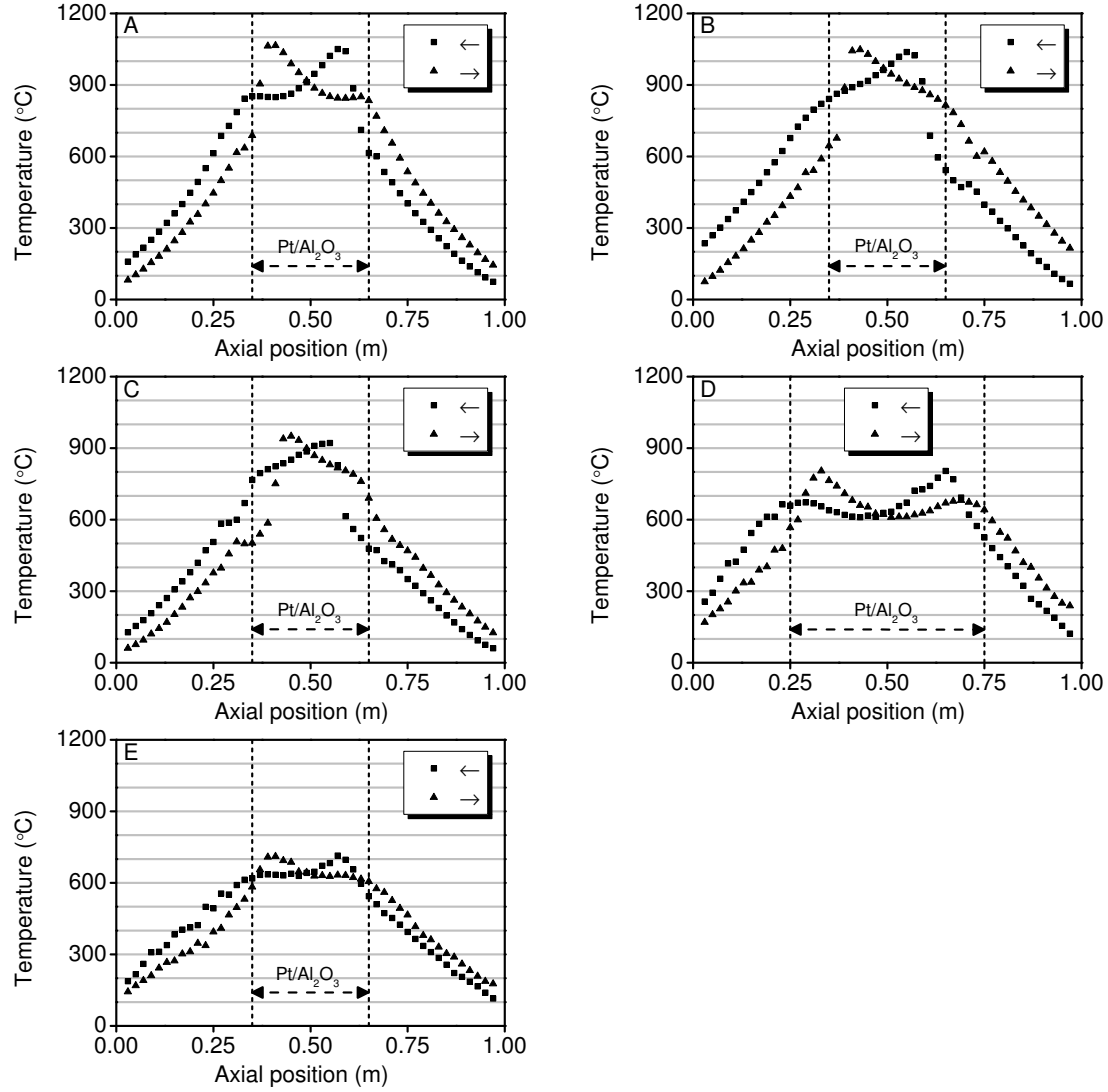 A
←
→
1200
900
600
300
0
Temperature (°C)
Pt/Al₂O₃
0.00 0.25 0.50 0.75 1.00
Axial position (m)
B
←
→
1200
900
600
300
0
Temperature (°C)
Pt/Al₂O₃
0.00 0.25 0.50 0.75 1.00
Axial position (m)
C
←
→
1200
900
600
300
0
Temperature (°C)
Pt/Al₂O₃
0.00 0.25 0.50 0.75 1.00
Axial position (m)
D
←
→
1200
900
600
300
0
Temperature (°C)
Pt/Al₂O₃
0.00 0.25 0.50 0.75 1.00
Axial position (m)
E
←
→
1200
900
600
300
0
Temperature (°C)
Pt/Al₂O₃
0.00 0.25 0.50 0.75 1.00
Axial position (m)